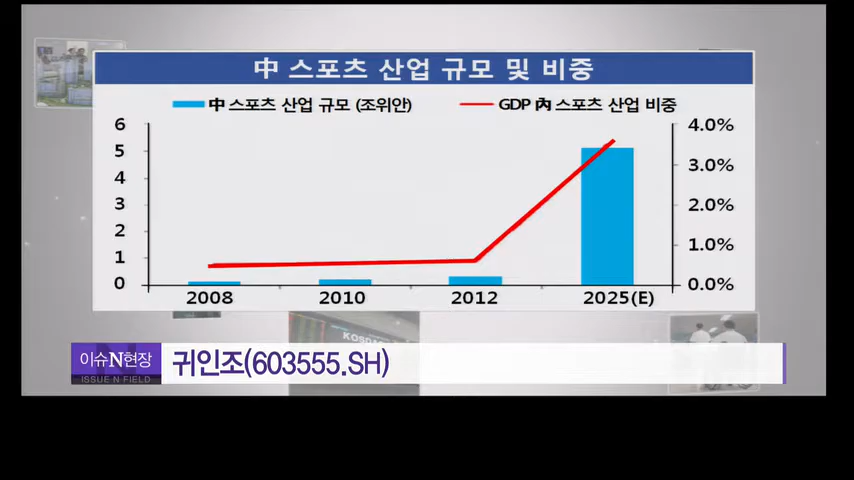 中 스포츠 산업 규모 및 비중
中 스포츠 산업 규모 (조위안)
GDP 內 스포츠 산업 비중
6
5
4
3
2
1
0
4.0%
3.0%
2.0%
1.0%
0.0%
2008 2010 2012 2025(E)
이슈N현장
ISSUE N FIELD
귀인조(603555.SH)